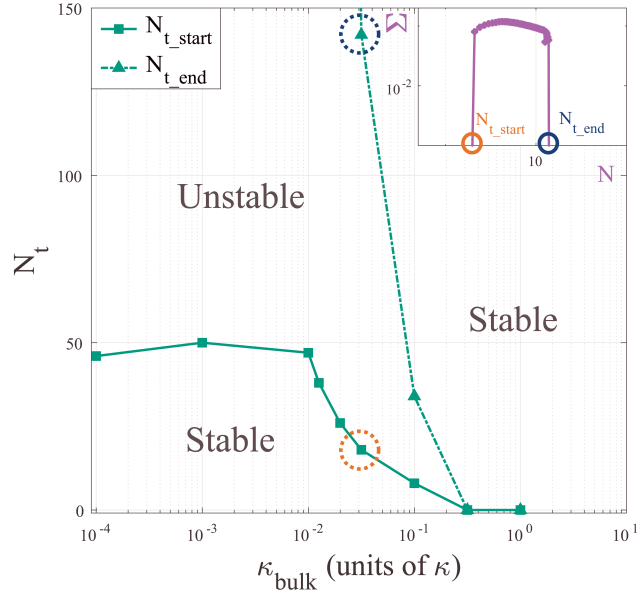 150
100
50
0
N_t
N_t_start
N_t_end
Unstable
Stable
Stable
Σ
10^-2
N_t_start
N_t_end
10
N
10^-4
10^-3
10^-2
10^-1
10^0
10^1
κ_bulk (units of κ)